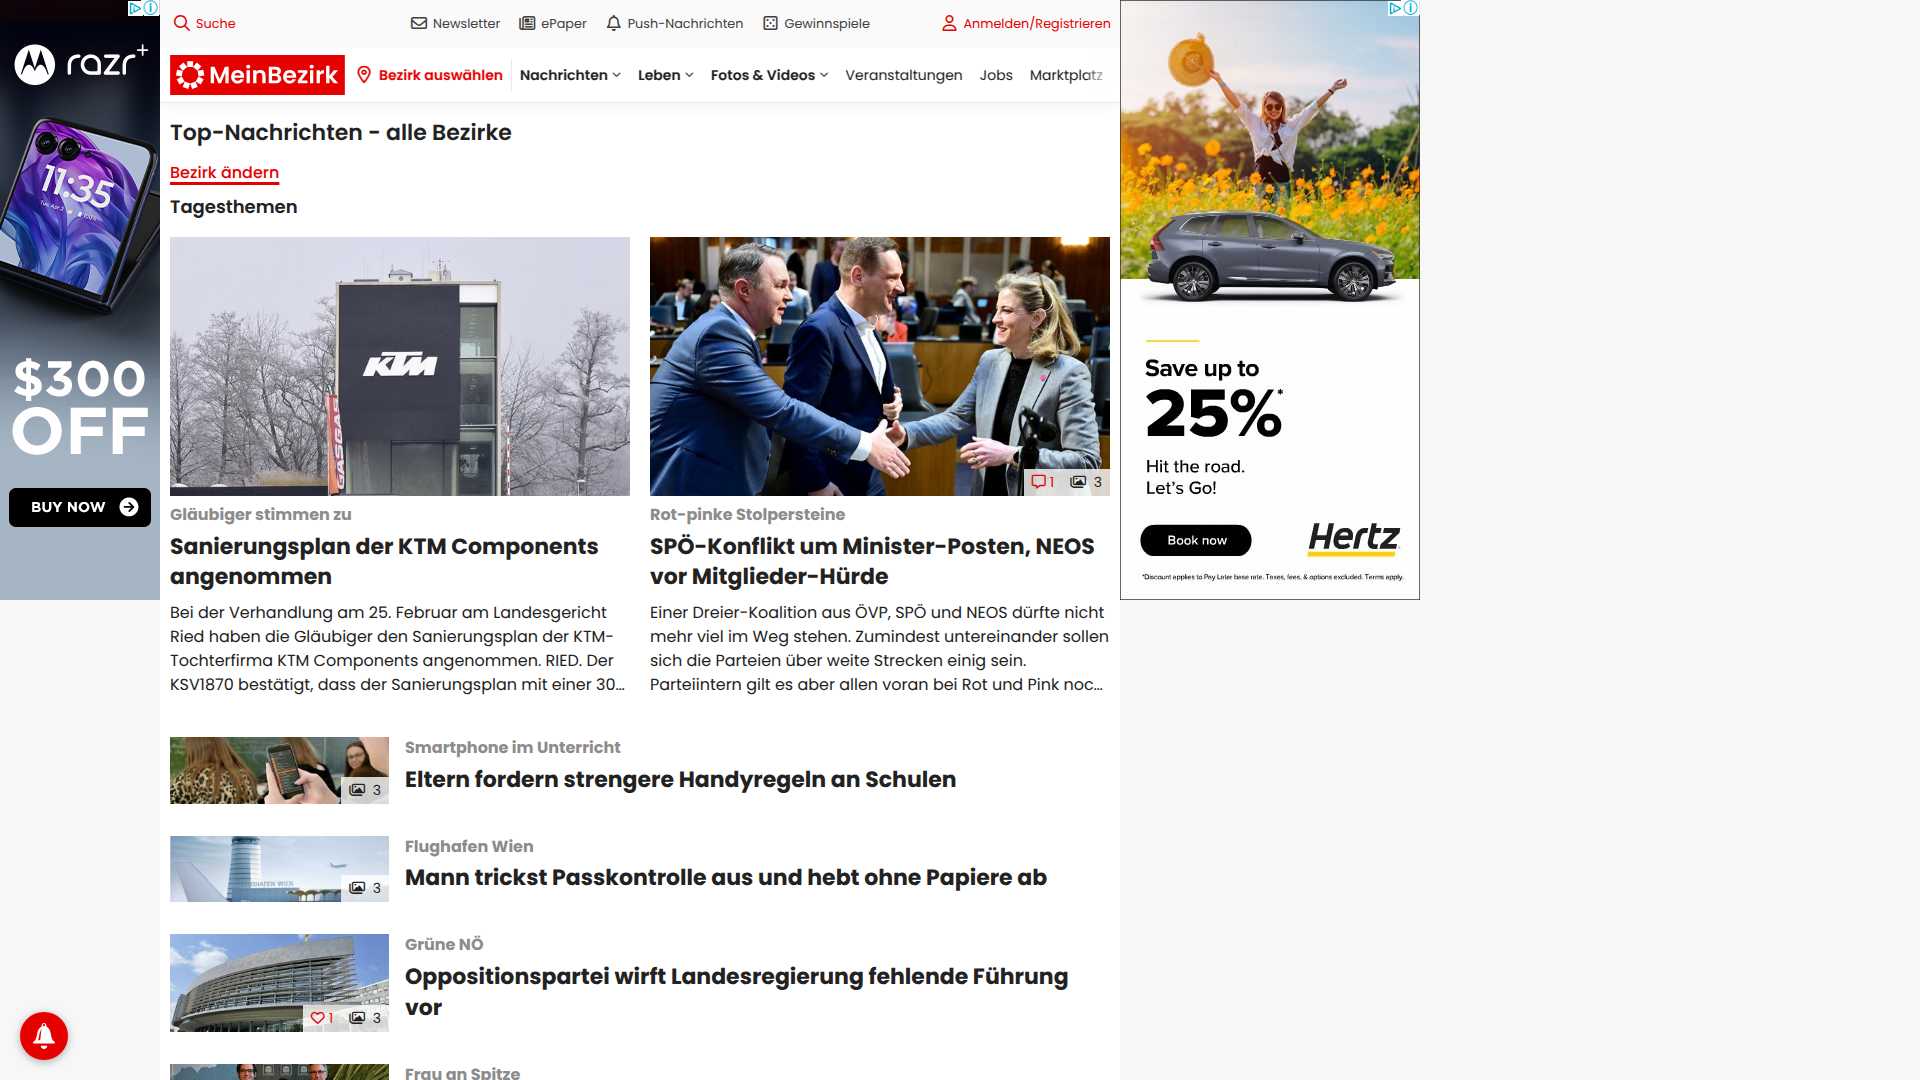 razr+
11:35
$300
OFF
BUY NOW
Suche
Newsletter
ePaper
Push-Nachrichten
Gewinnspiele
Anmelden/Registrieren
MeinBezirk
Bezirk auswählen
Nachrichten
Leben
Fotos & Videos
Veranstaltungen
Jobs
Marktplatz
Top-Nachrichten - alle Bezirke
Bezirk ändern
Tagesthemen
KTM
GASGAS
1
3
Gläubiger stimmen zu
Sanierungsplan der KTM Components
angenommen
Bei der Verhandlung am 25. Februar am Landesgericht
Ried haben die Gläubiger den Sanierungsplan der KTM-
Tochterfirma KTM Components angenommen. RIED. Der
KSV1870 bestätigt, dass der Sanierungsplan mit einer 30…
Rot-pinke Stolpersteine
SPÖ-Konflikt um Minister-Posten, NEOS
vor Mitglieder-Hürde
Einer Dreier-Koalition aus ÖVP, SPÖ und NEOS dürfte nicht
mehr viel im Weg stehen. Zumindest untereinander sollen
sich die Parteien über weite Strecken einig sein.
Parteiintern gilt es aber allen voran bei Rot und Pink noc…
3
Smartphone im Unterricht
Eltern fordern strengere Handyregeln an Schulen
3
Flughafen Wien
Mann trickst Passkontrolle aus und hebt ohne Papiere ab
1
3
Grüne NÖ
Oppositionspartei wirft Landesregierung fehlende Führung
vor
Frau an Spitze
Save up to
25%*
Hit the road.
Let's Go!
Book now
Hertz
*Discount applies to Pay Later base rate. Taxes, fees, & options excluded. Terms apply.